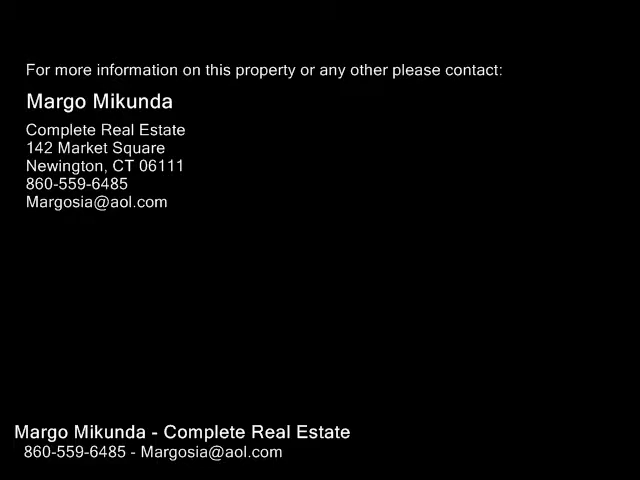 For more information on this property or any other please contact:
Margo Mikunda
Complete Real Estate
142 Market Square
Newington, CT 06111
860-559-6485
Margosia@aol.com
Margo Mikunda - Complete Real Estate
860-559-6485 - Margosia@aol.com